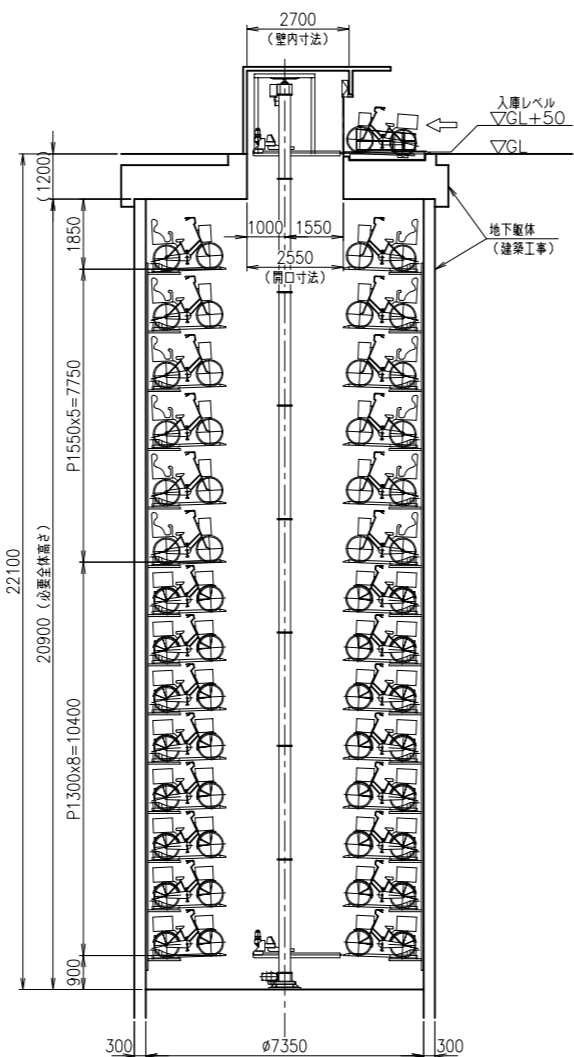 2700
(壁内寸法)
入庫レベル
▽GL+50
▽GL
(1200)
1850
1000
1550
2550
(開口寸法)
地下躯体
(建築工事)
P1550x5=7750
22100
20900(必要全体高さ)
P1300x8=10400
900
300
ø7350
300